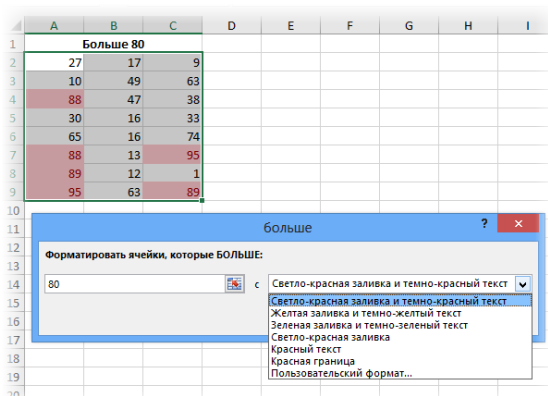 A B C D E F G H I
1 Больше 80
2 27 17 9
3 10 49 63
4 88 47 38
5 30 16 33
6 65 16 74
7 88 13 95
8 89 12 1
9 95 63 89
10
11 больше ? ×
12 Форматировать ячейки, которые БОЛЬШЕ:
13
14 80 с Светло-красная заливка и темно-красный текст
15 Светло-красная заливка и темно-красный текст
Желтая заливка и темно-желтый текст
16 Зеленая заливка и темно-зеленый текст
17 Светло-красная заливка
Красный текст
18 Красная граница
19 Пользовательский формат...
20